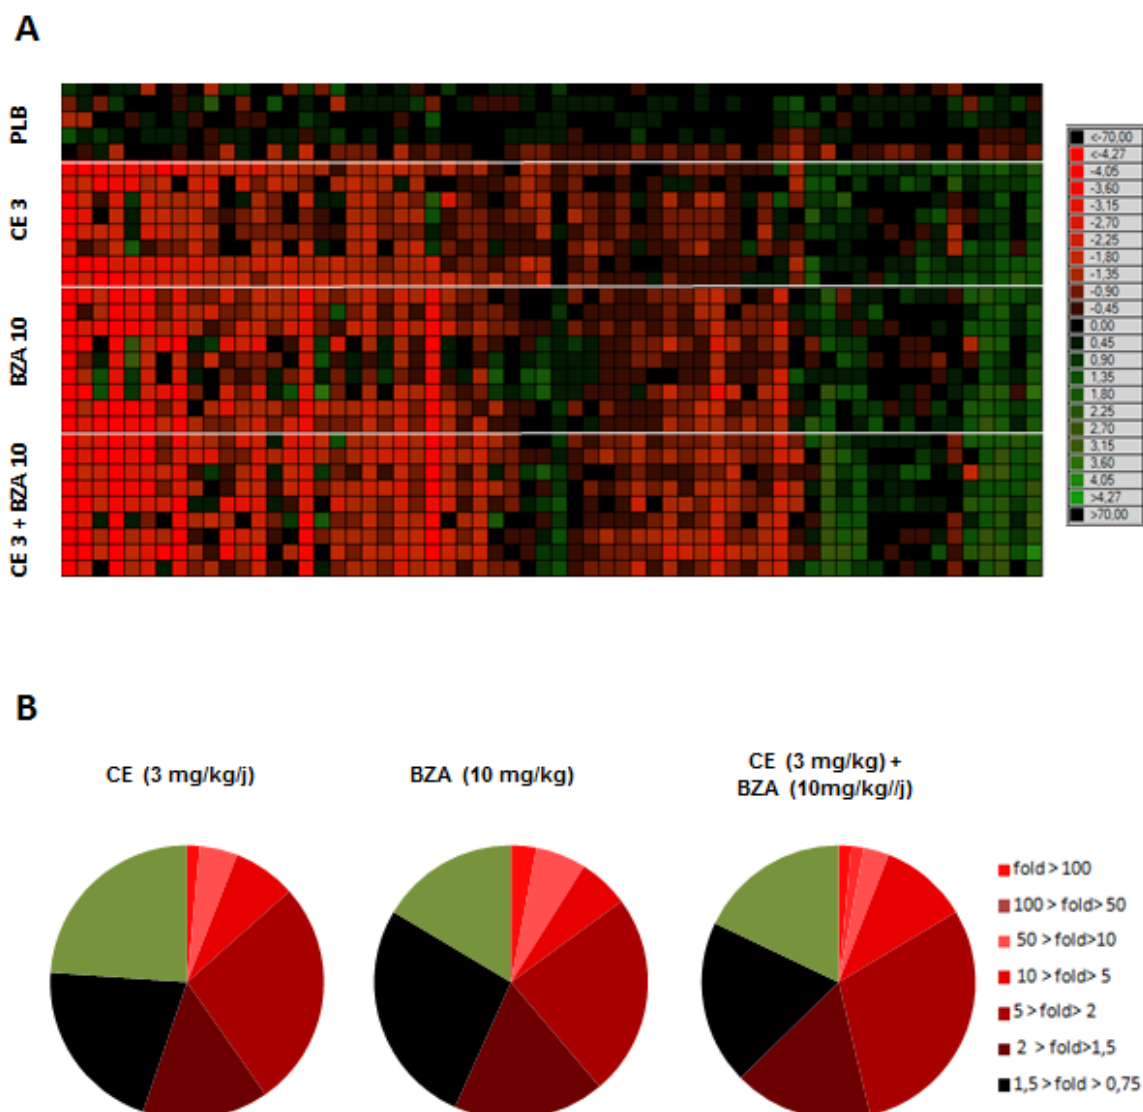 A
PLB
CE 3
BZA 10
CE 3 + BZA 10
<-70,00
<-4,27
-4,05
-3,60
-3,15
-2,70
-2,25
-1,80
-1,35
-0,90
-0,45
0,00
0,45
0,90
1,35
1,80
2,25
2,70
3,15
3,60
4,05
>4,27
>70,00
B
CE (3 mg/kg/j)
BZA (10 mg/kg)
CE (3 mg/kg) +
BZA (10mg/kg//j)
fold > 100
100 > fold> 50
50 > fold>10
10 > fold> 5
5 > fold> 2
2 > fold>1,5
1,5 > fold > 0,75